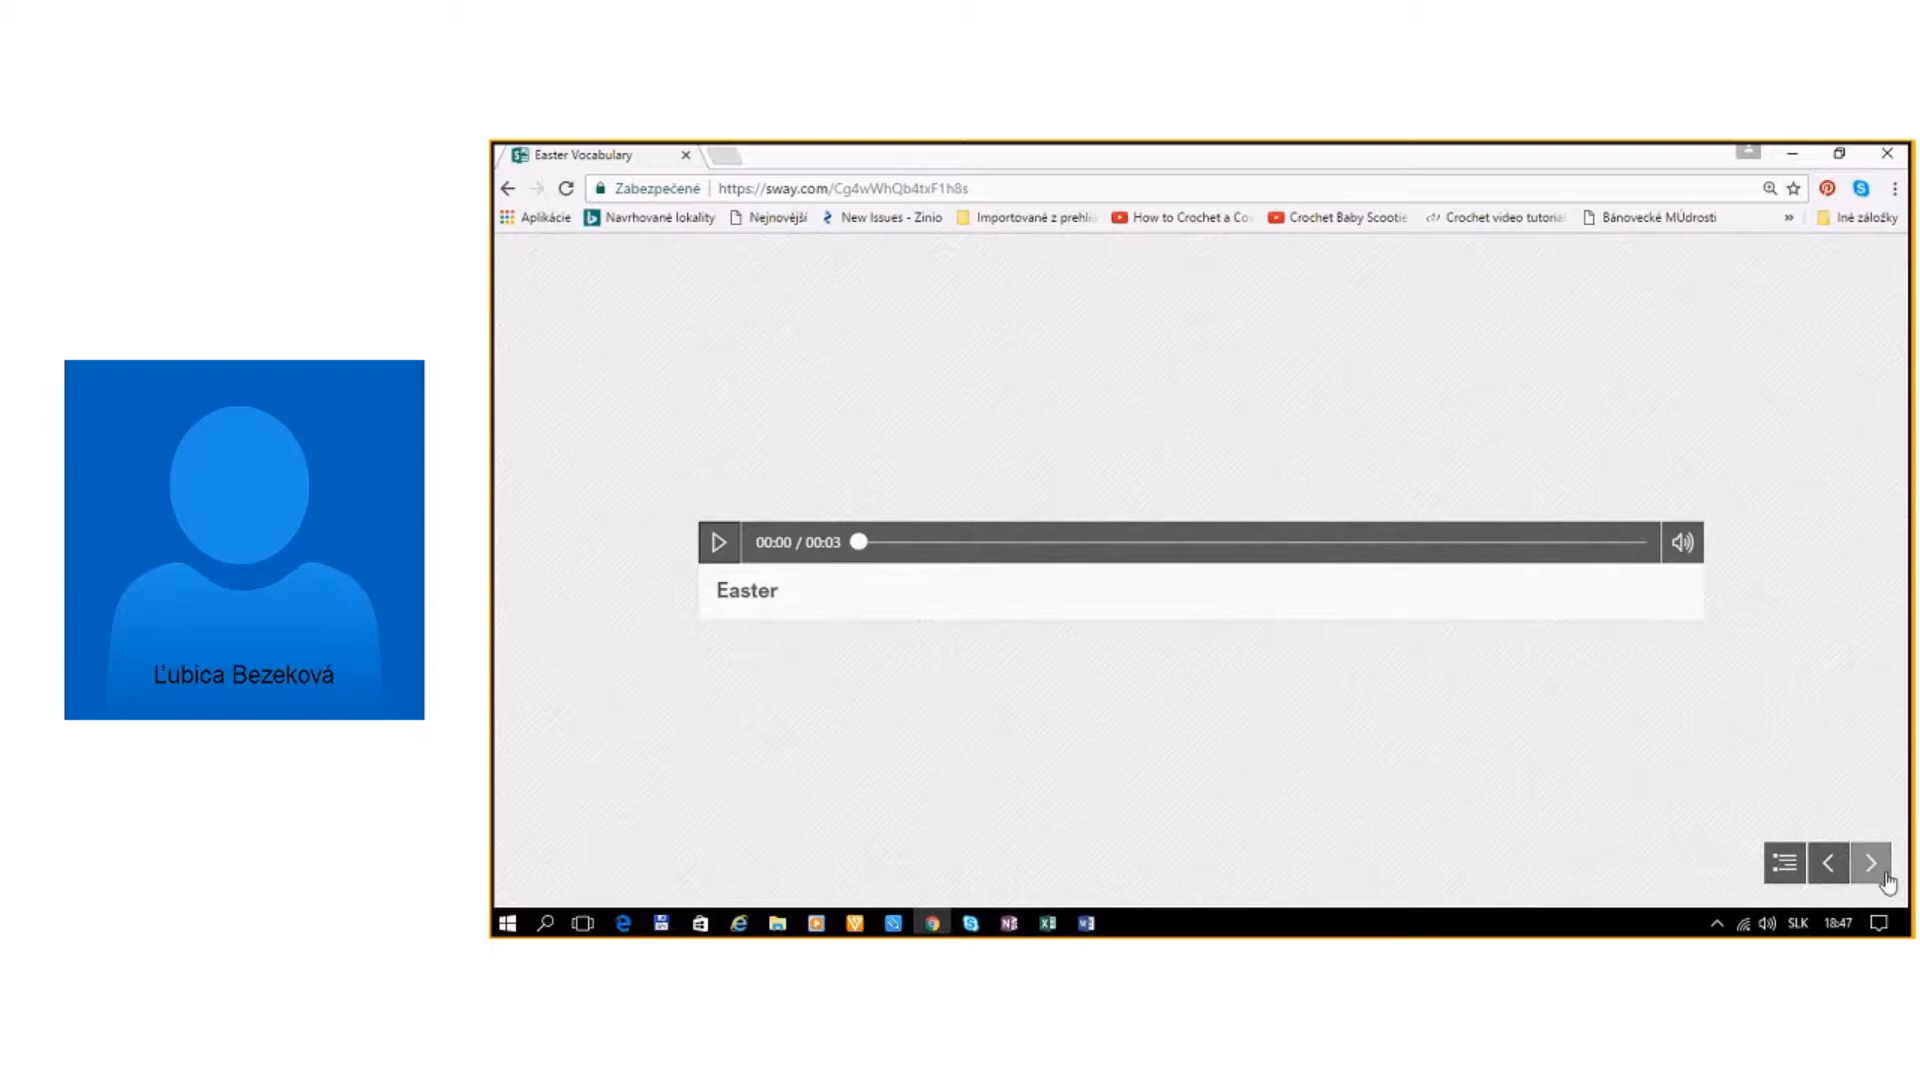 Easter Vocabulary
Zabezpečené
https://sway.com/Cg4wWhQb4txF1h8s
Aplikácie
Navrhované lokality
Nejnovější
New Issues - Zinio
Importované z prehli
How to Crochet a Co
Crochet Baby Scootie
Crochet video tutoria
Bánovecké MÚdrosti
»
Iné záložky
00:00 / 00:03
Easter
Ľubica Bezeková
SLK
18:47